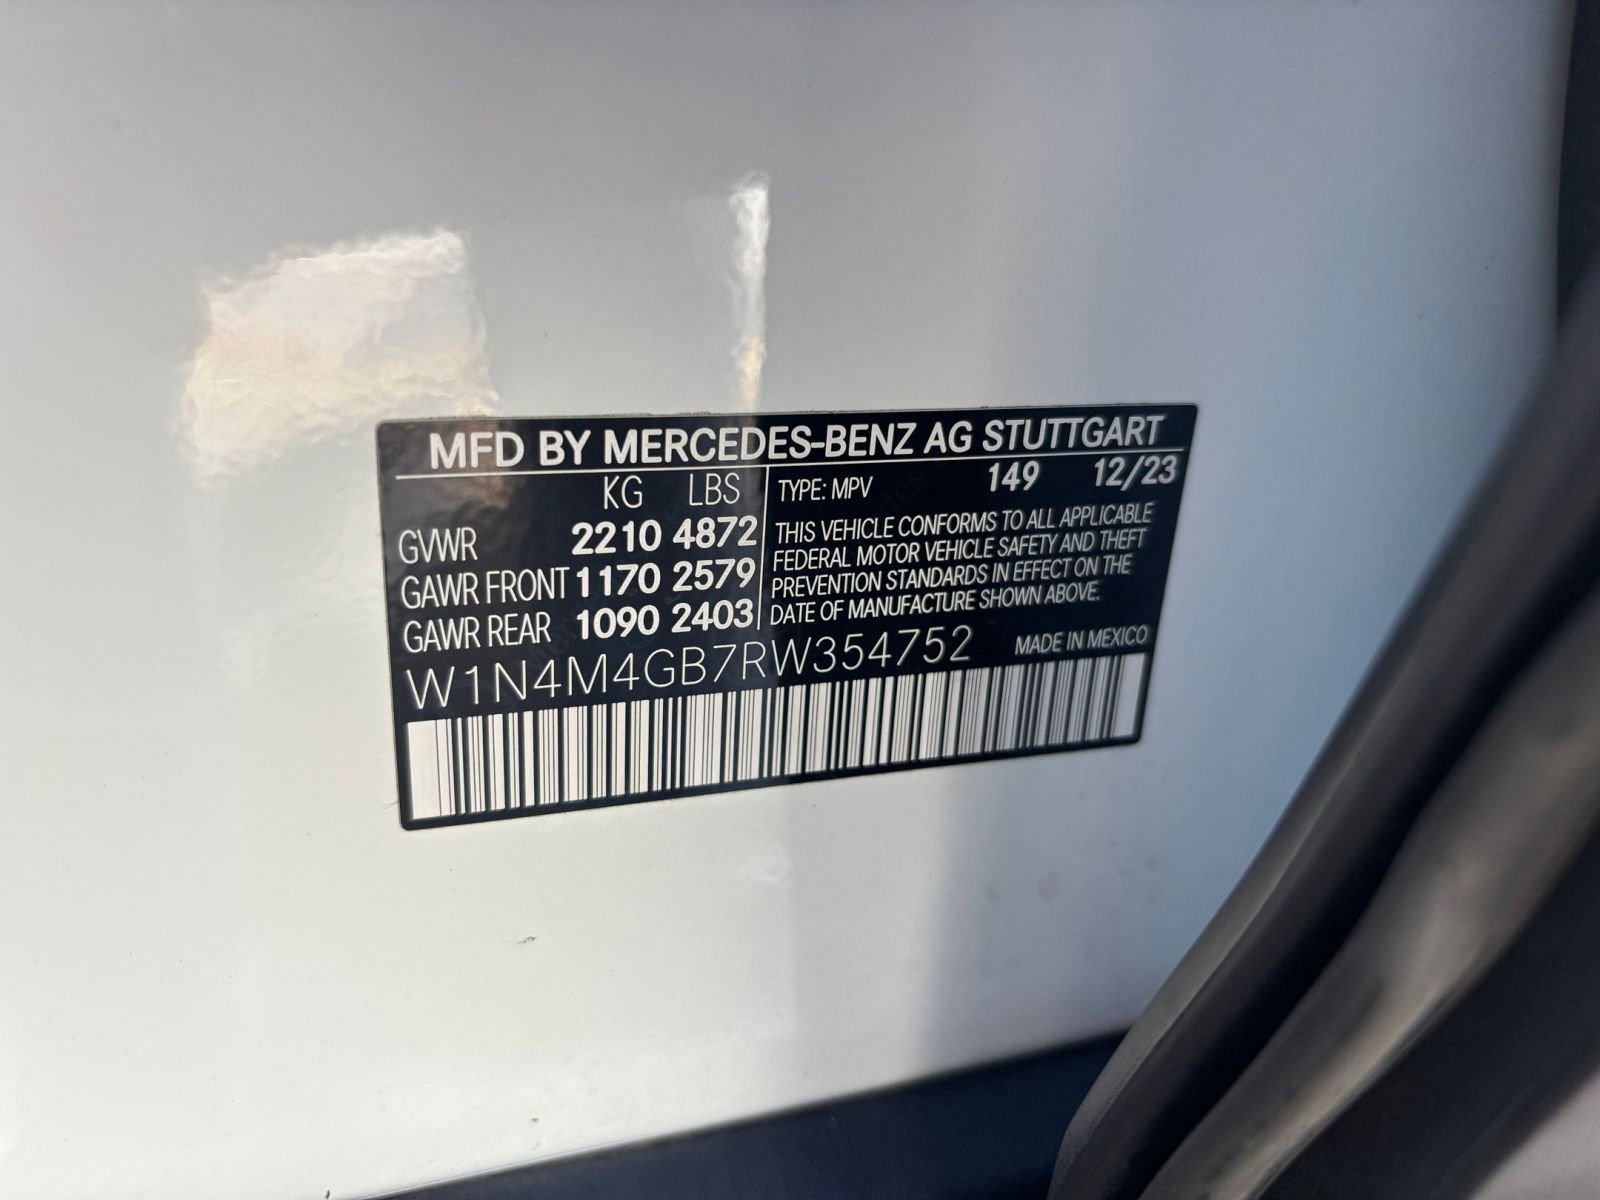 MFD BY MERCEDES-BENZ AG STUTTGART
KG LBS
GVWR 2210 4872
GAWR FRONT 1170 2579
GAWR REAR 1090 2403
TYPE: MPV 149 12/23
THIS VEHICLE CONFORMS TO ALL APPLICABLE
FEDERAL MOTOR VEHICLE SAFETY AND THEFT
PREVENTION STANDARDS IN EFFECT ON THE
DATE OF MANUFACTURE SHOWN ABOVE.
W1N4M4GB7RW354752 MADE IN MEXICO